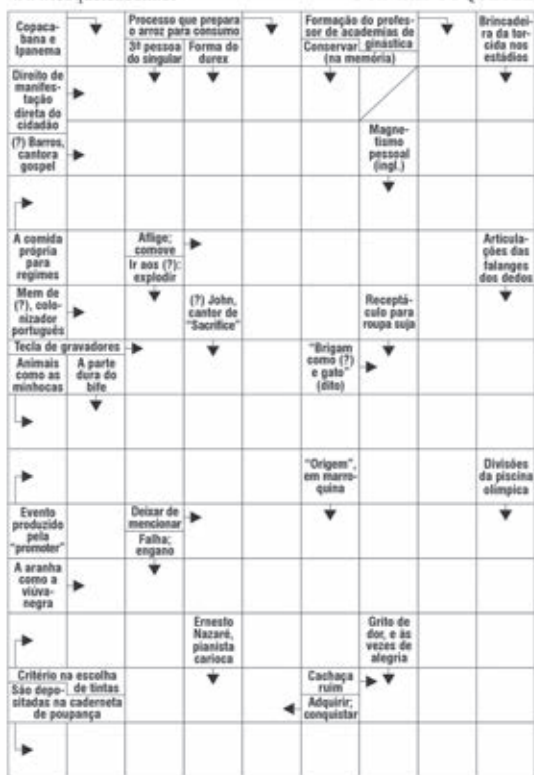 Copaca-
bana e
Ipanema
Processo que prepara
o arroz para consumo
3ª pessoa
do singular
Forma do
durex
Formação do profes-
sor de academias de
ginástica
Conservar
(na memória)
Brincadei-
ra da tor-
cida nos
estádios
Direito de
manifes-
tação
direta do
cidadão
(?) Barros,
cantora
gospel
Magne-
tismo
pessoal
(ingl.)
A comida
própria
para
regimes
Aflige;
comove
Ir aos (?):
explodir
Articula-
ções das
falanges
dos dedos
Mem de
(?), colo-
nizador
português
(?) John,
cantor de
"Sacrifice"
Receptá-
culo para
roupa suja
Tecla de gravadores
Animais
como as
minhocas
A parte
dura do
bife
"Brigam
como (?)
e gato"
(dito)
"Origem",
em marro-
quina
Divisões
da piscina
olímpica
Evento
produzido
pela
"promoter"
Deixar de
mencionar
Falha;
engano
A aranha
como a
viúva-
negra
Ernesto
Nazaré,
pianista
carioca
Grito de
dor, e às
vezes de
alegria
Critério na escolha
de tintas
São depo-
sitadas na caderneta
de poupança
Cachaça
ruim
Adquirir;
conquistar